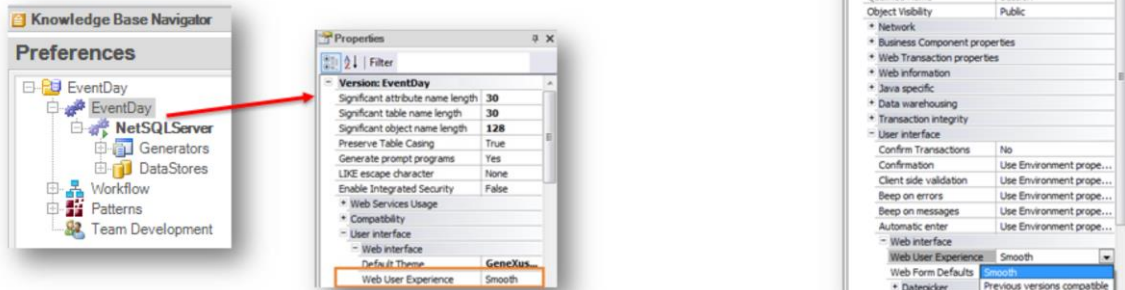 Knowledge Base Navigator
Preferences
EventDay
EventDay
NetSQLServer
Generators
DataStores
Workflow
Patterns
Team Development
Properties
Filter
Version: EventDay
Significant attribute name length 30
Significant table name length 30
Significant object name length 128
Preserve Table Casing True
Generate prompt programs Yes
LIKE escape character None
Enable Integrated Security False
Web Services Usage
Compatibility
User interface
Web interface
Default Theme GeneXus...
Web User Experience Smooth
Object Visibility Public
Network
Business Component properties
Web Transaction properties
Web information
Java specific
Data warehousing
Transaction integrity
User interface
Confirm Transactions No
Confirmation Use Environment prope...
Client side validation Use Environment prope...
Beep on errors Use Environment prope...
Beep on messages Use Environment prope...
Automatic enter Use Environment prope...
Web interface
Web User Experience Smooth
Web Form Defaults Smooth
Datepicker Previous versions compatible